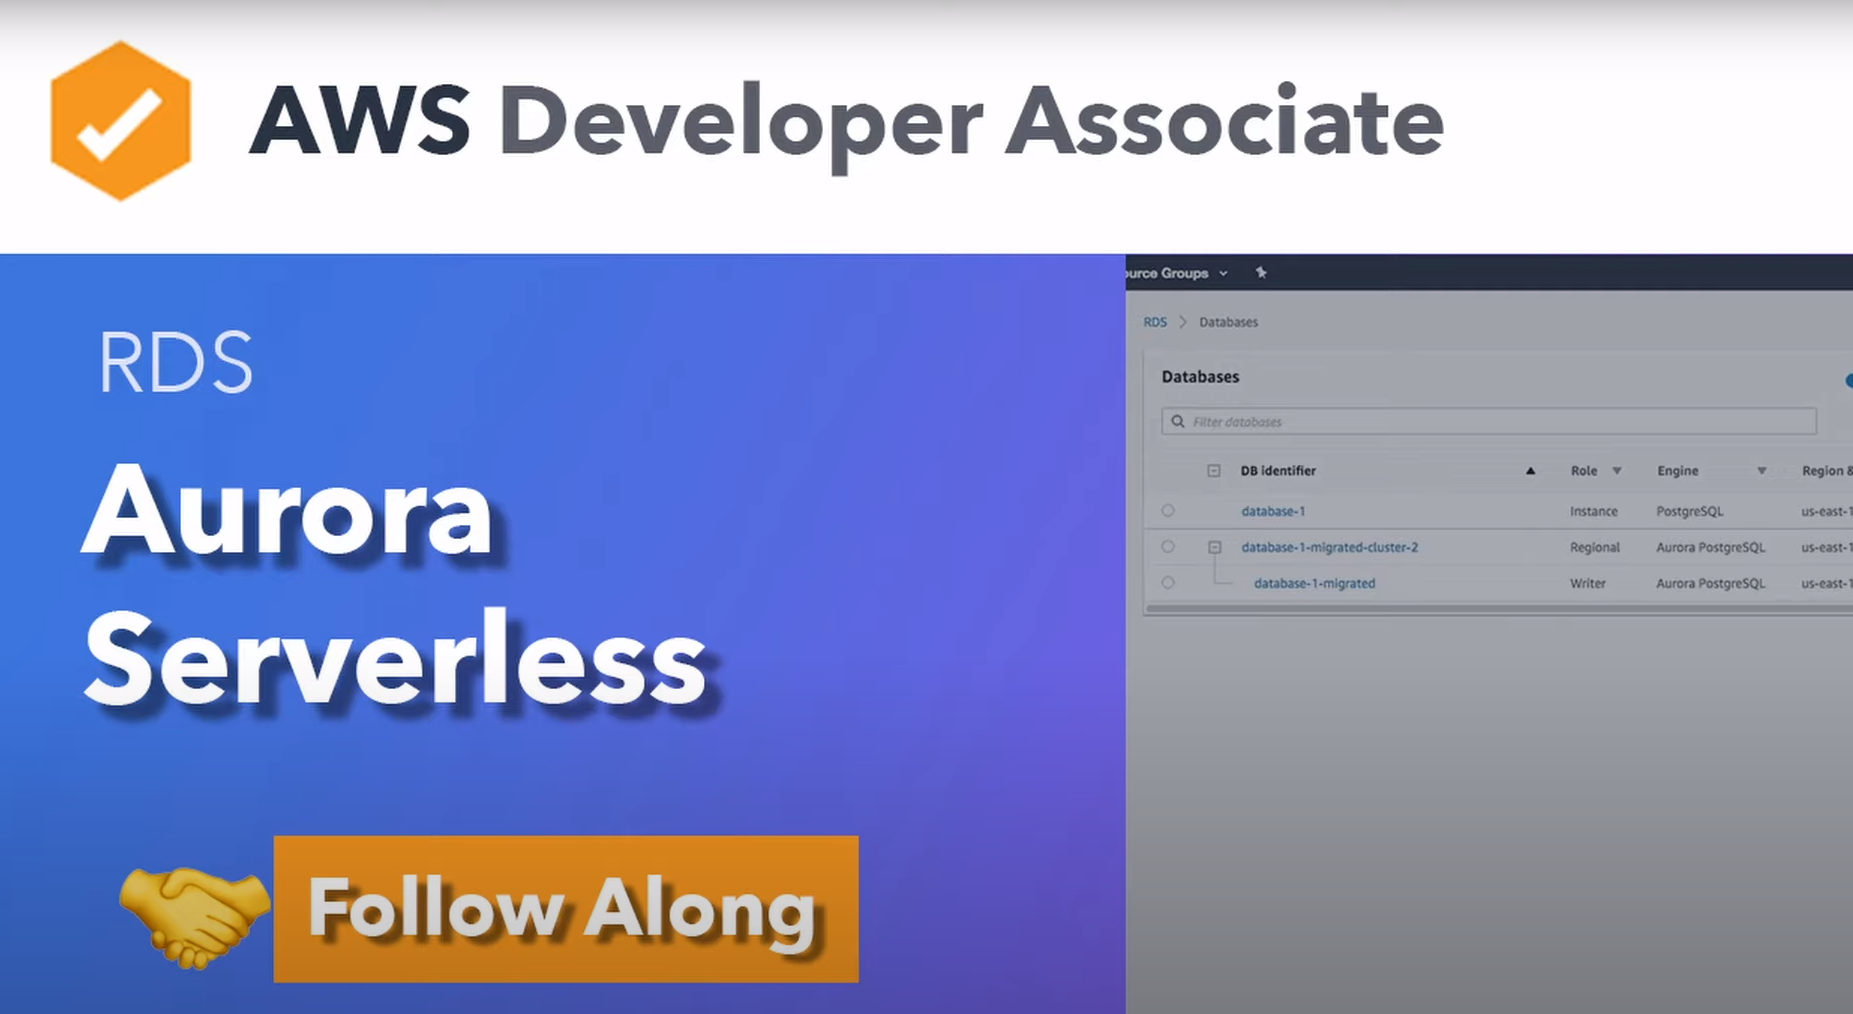 AWS Developer Associate
RDS
Aurora
Serverless
Follow Along
Groups
RDS > Databases
Databases
Filter databases
DB identifier Role Engine Region &
database-1 Instance PostgreSQL us-east-1
database-1-migrated-cluster-2 Regional Aurora PostgreSQL us-east-1
database-1-migrated Writer Aurora PostgreSQL us-east-1